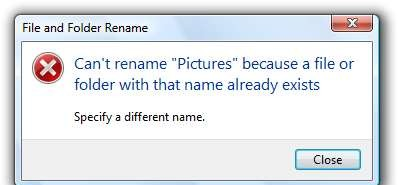 File and Folder Rename
Can't rename "Pictures" because a file or
folder with that name already exists
Specify a different name.
Close